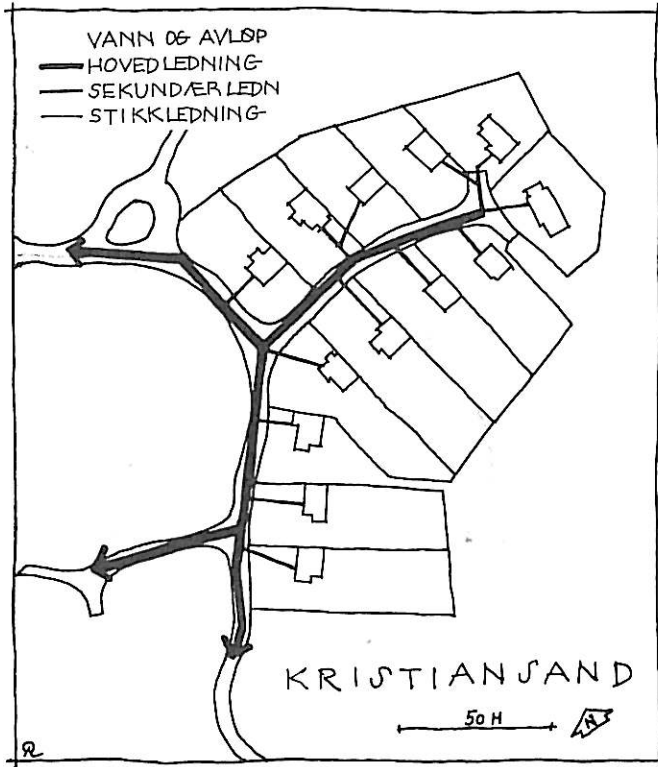 VANN OG AVLØP
HOVEDLEDNING
SEKUNDÆRLEDN
STIKKLEDNING
KRISTIANSAND
50 M
N